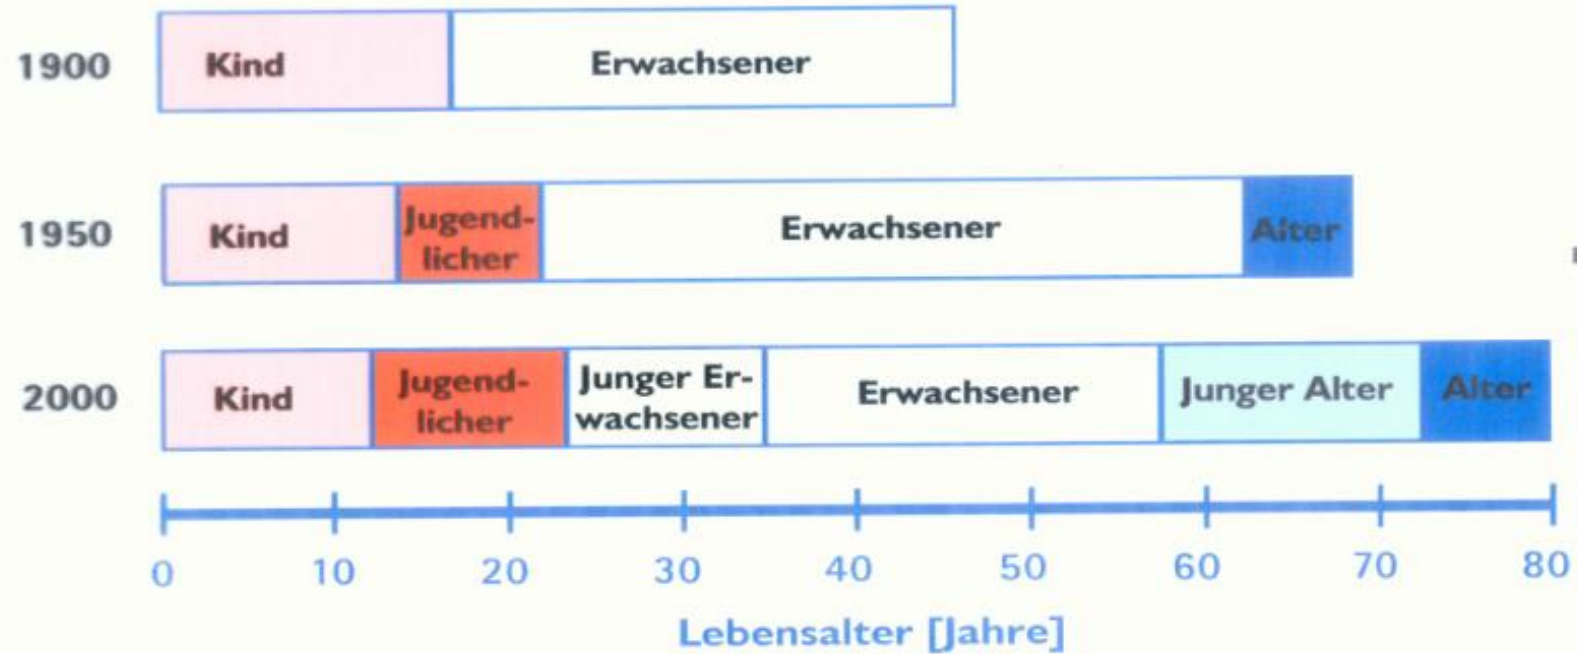 1900 Kind Erwachsener
1950 Kind Jugend-
licher Erwachsener Alter
2000 Kind Jugend-
licher Junger Er-
wachsener Erwachsener Junger Alter Alter
0 10 20 30 40 50 60 70 80
Lebensalter [Jahre]